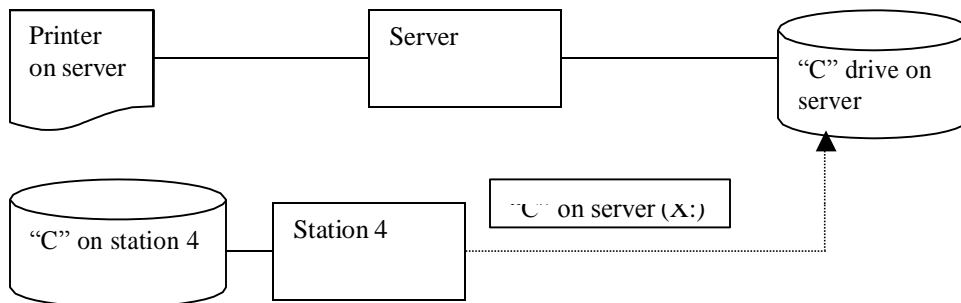 Printer
on server
Server
“C” drive on
server
“C” on station 4
Station 4
“C” on server (X:)